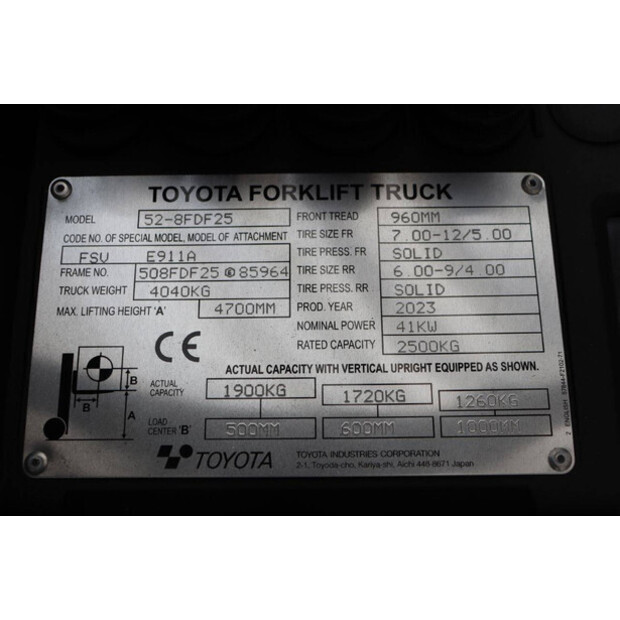 TOYOTA FORKLIFT TRUCK
MODEL 52-8FDF25
CODE NO. OF SPECIAL MODEL, MODEL OF ATTACHMENT
FSV E911A
FRAME NO. 508FDF25 85964
TRUCK WEIGHT 4040KG
MAX. LIFTING HEIGHT 'A' 4700MM
FRONT TREAD 960MM
TIRE SIZE FR 7.00-12/5.00
TIRE PRESS. FR SOLID
TIRE SIZE RR 6.00-9/4.00
TIRE PRESS. RR SOLID
PROD. YEAR 2023
NOMINAL POWER 41KW
RATED CAPACITY 2500KG
CE
ACTUAL CAPACITY WITH VERTICAL UPRIGHT EQUIPPED AS SHOWN.
B
B
A
ACTUAL CAPACITY 1900KG 1720KG 1260KG
LOAD CENTER 'B' 500MM 600MM 1000MM
TOYOTA
TOYOTA INDUSTRIES CORPORATION
2-1, Toyoda-cho, Kariya-shi, Aichi 448-8671 Japan